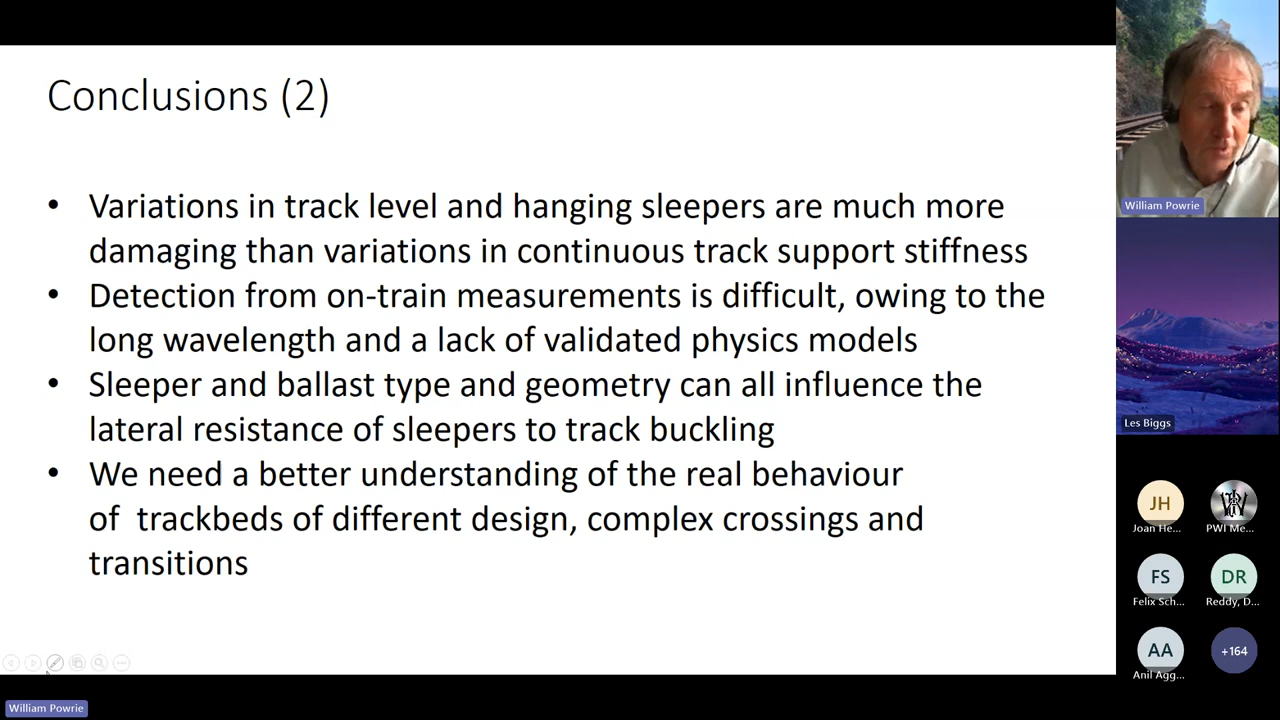 Conclusions (2)
• Variations in track level and hanging sleepers are much more
damaging than variations in continuous track support stiffness
• Detection from on-train measurements is difficult, owing to the
long wavelength and a lack of validated physics models
• Sleeper and ballast type and geometry can all influence the
lateral resistance of sleepers to track buckling
• We need a better understanding of the real behaviour
of  trackbeds of different design, complex crossings and
transitions
William Powrie
William Powrie
Les Biggs
JH
Joan He...
PWI Me...
FS
Felix Sch...
DR
Reddy, D...
AA
Anil Agg...
+164